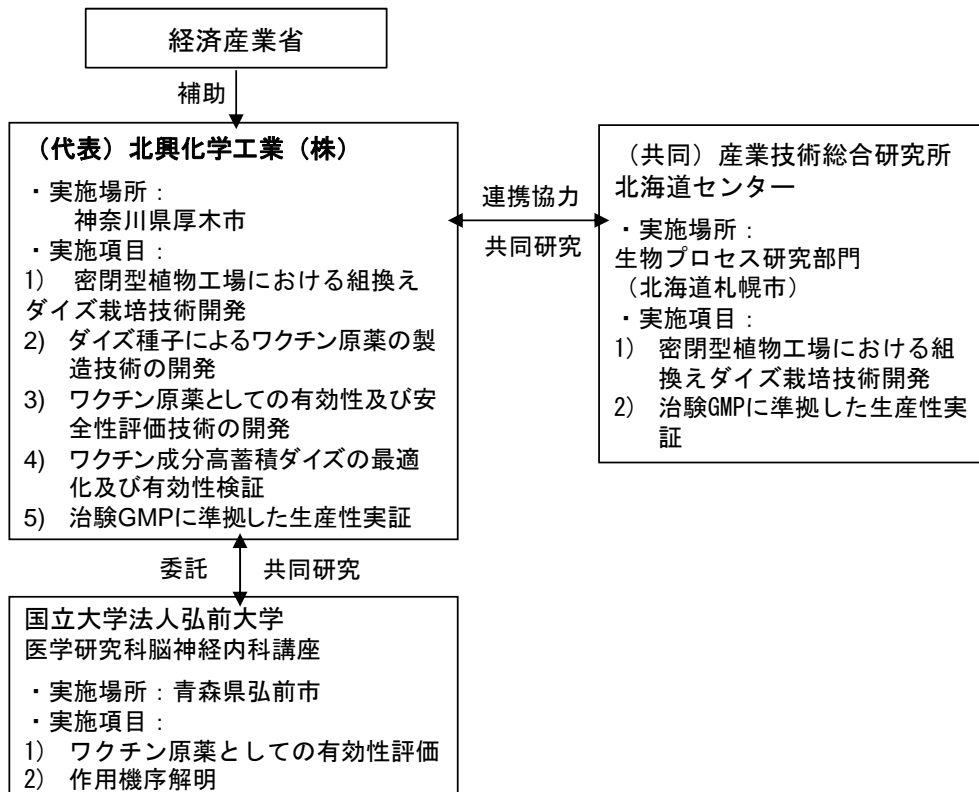 経済産業省
補助
（代表）北興化学工業（株）
・実施場所：
神奈川県厚木市
・実施項目：
1)　密閉型植物工場における組換え
ダイズ栽培技術開発
2)　ダイズ種子によるワクチン原薬の製
造技術の開発
3)　ワクチン原薬としての有効性及び安
全性評価技術の開発
4)　ワクチン成分高蓄積ダイズの最適
化及び有効性検証
5)　治験GMPに準拠した生産性実証
連携協力
共同研究
（共同）産業技術総合研究所
北海道センター
・実施場所：
生物プロセス研究部門
（北海道札幌市）
・実施項目：
1)　密閉型植物工場における組
換えダイズ栽培技術開発
2)　治験GMPに準拠した生産性実
証
委託　共同研究
国立大学法人弘前大学
医学研究科脳神経内科講座
・実施場所：青森県弘前市
・実施項目：
1)　ワクチン原薬としての有効性評価
2)　作用機序解明